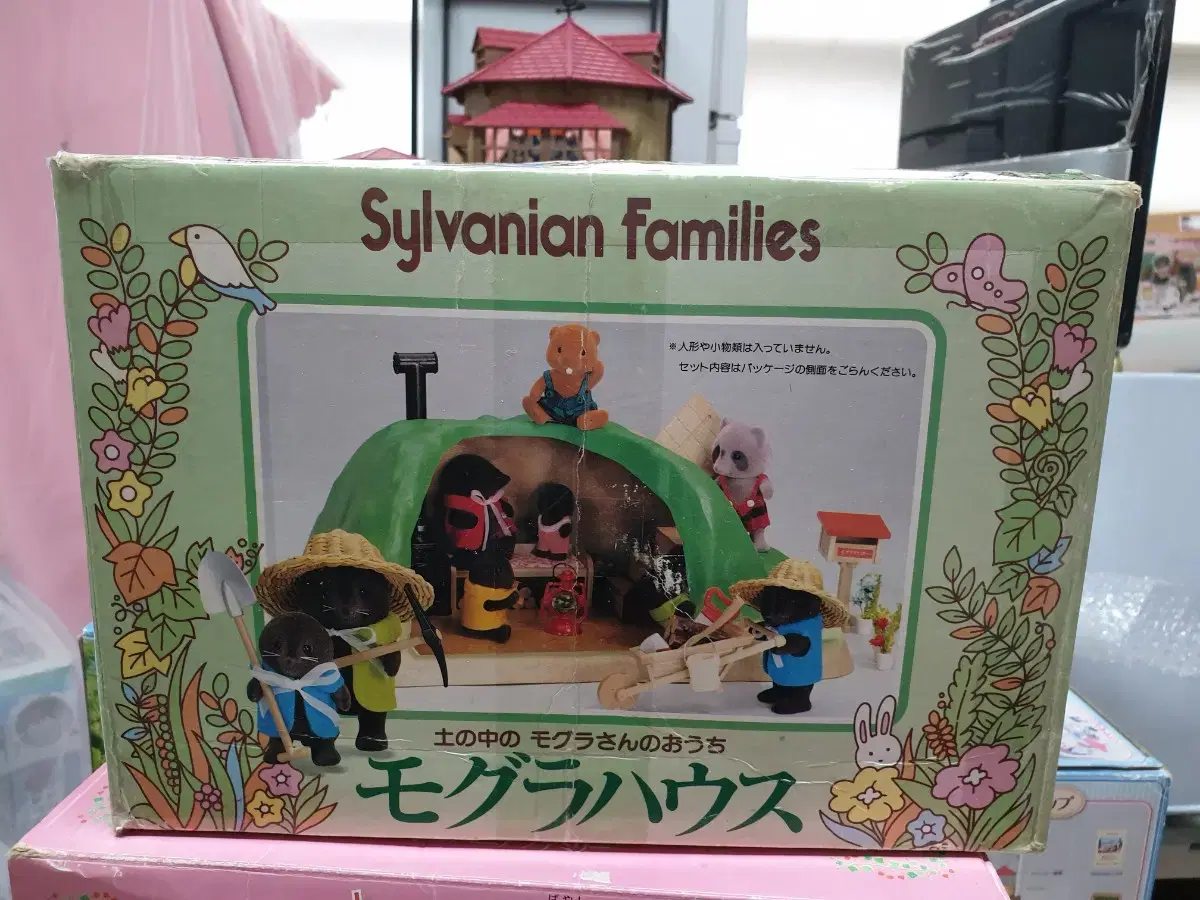 Sylvanian Families
※人形や小物類は入っていません。
セット内容はパッケージの側面をごらんください。
土の中の モグラさんのおうち
モグラハウス